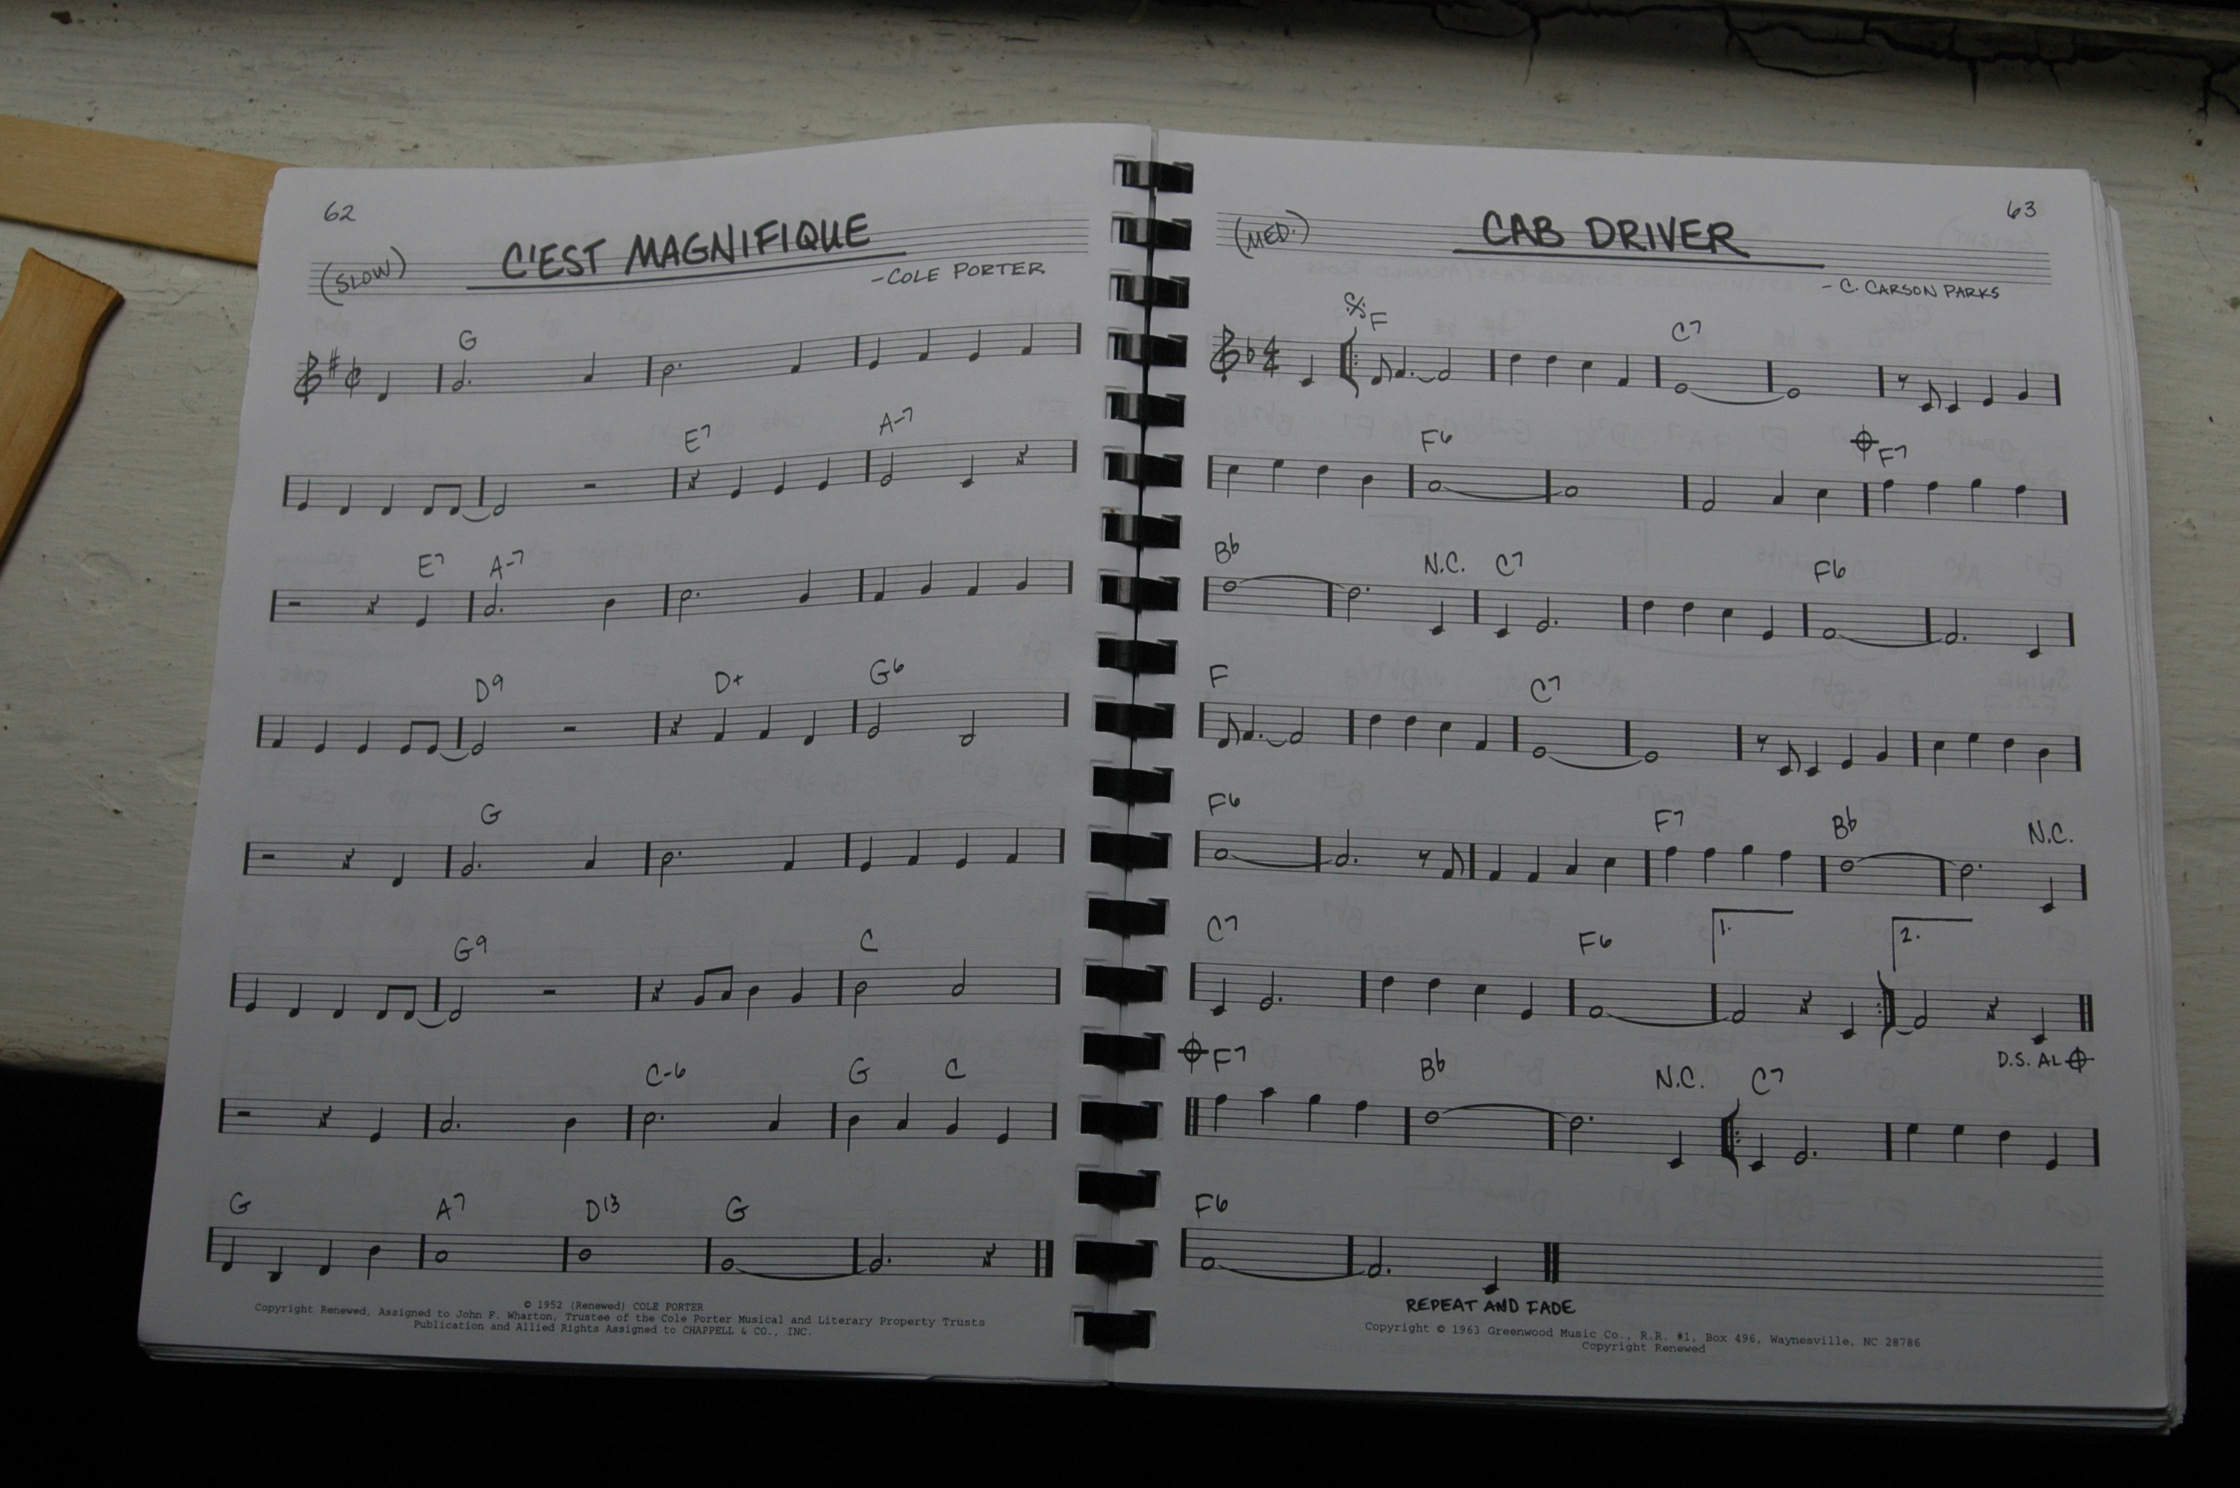 62
(SLOW)
C'EST MAGNIFIQUE
-COLE PORTER
G
E7 A-7
E7 A-7
D9 D+ G6
G
G9 C
C-6 G C
G A7 D13 G
© 1952 (Renewed) COLE PORTER
Copyright Renewed, Assigned to John F. Wharton, Trustee of the Cole Porter Musical and Literary Property Trusts
Publication and Allied Rights Assigned to CHAPPELL & CO., INC.
63
(MED.)
CAB DRIVER
- C. CARSON PARKS
F C7
4
4
F6 F7
Bb N.C. C7 F6
F C7
F6 F7 Bb N.C.
C7 F6 1. 2.
D.S. AL
F7 Bb N.C. C7
F6
REPEAT AND FADE
Copyright © 1963 Greenwood Music Co., R.R. #1, Box 496, Waynesville, NC 28786
Copyright Renewed